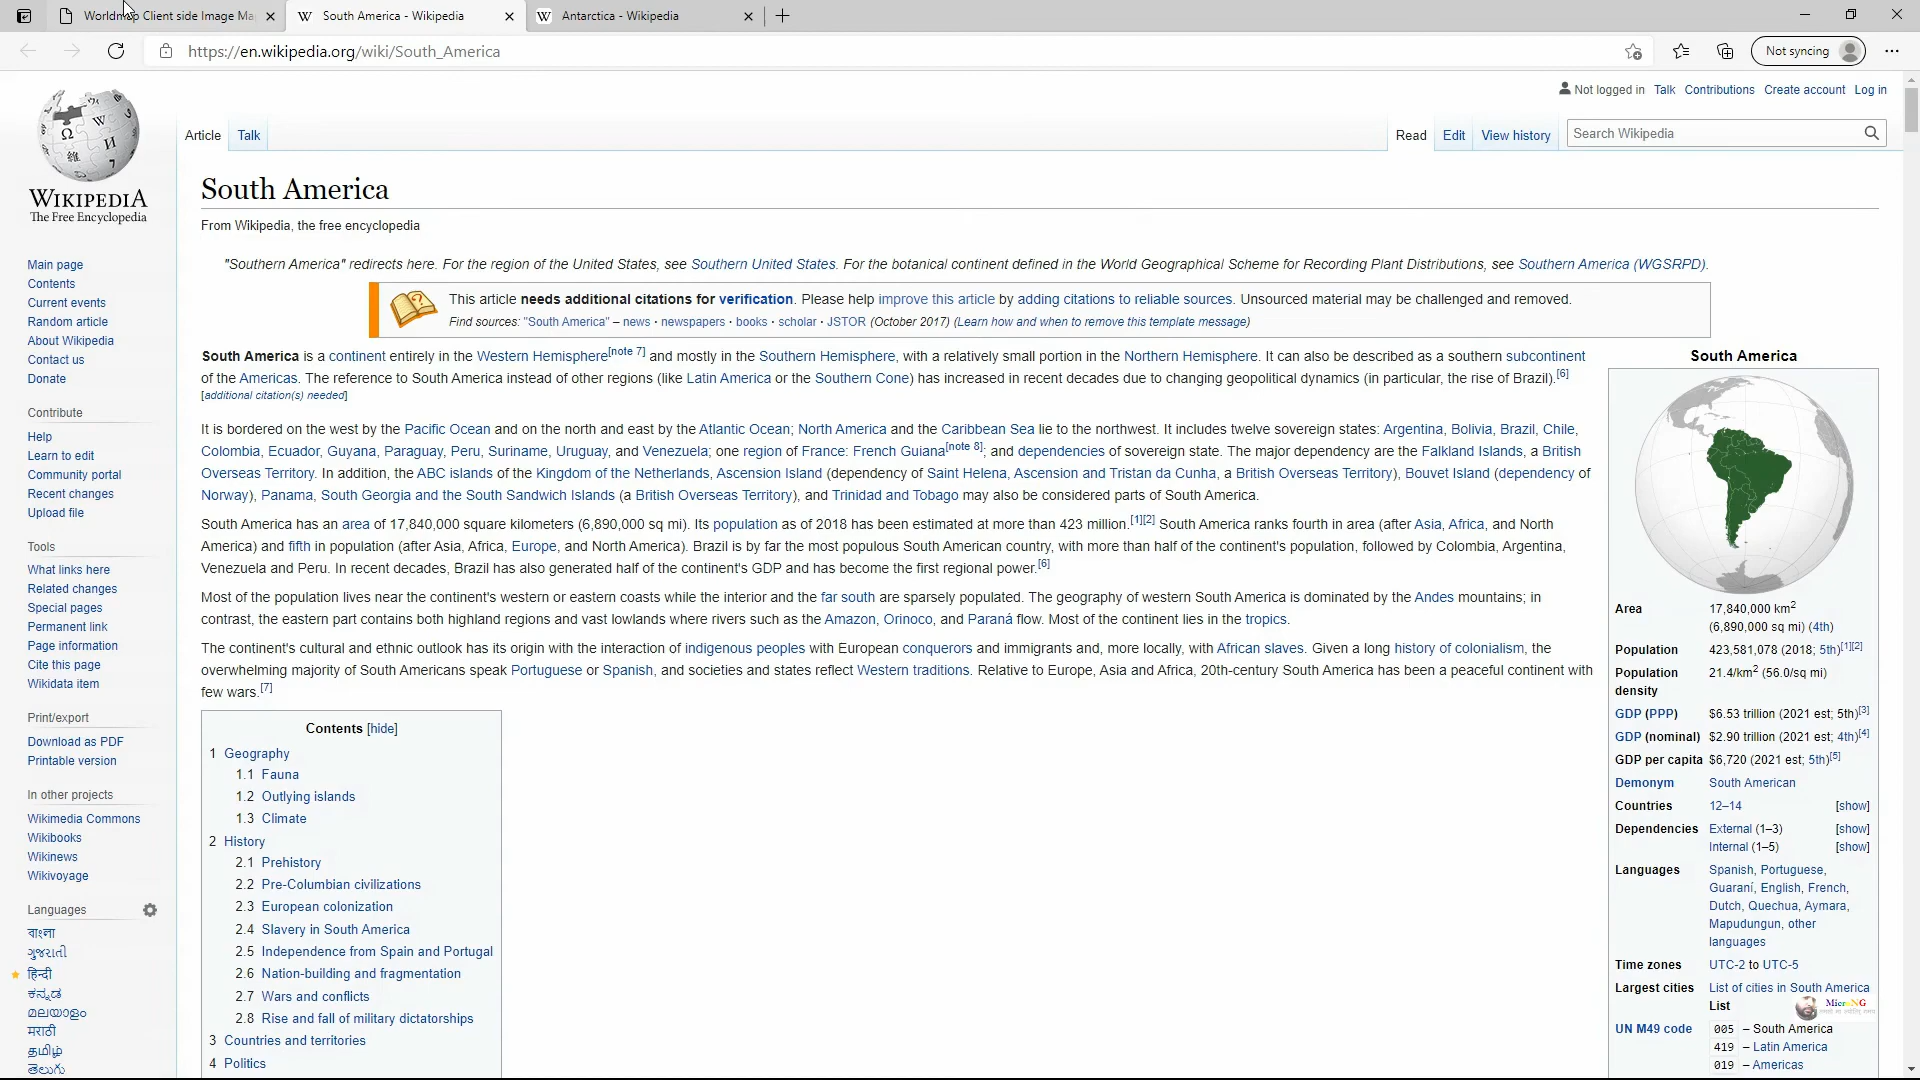 Worldmap Client side Image Ma
South America - Wikipedia
Antarctica - Wikipedia
https://en.wikipedia.org/wiki/South_America
Not syncing
Not logged in Talk Contributions Create account Log in
Article Talk
Read Edit View history
Search Wikipedia
WIKIPEDIA
The Free Encyclopedia
Main page
Contents
Current events
Random article
About Wikipedia
Contact us
Donate
Contribute
Help
Learn to edit
Community portal
Recent changes
Upload file
Tools
What links here
Related changes
Special pages
Permanent link
Page information
Cite this page
Wikidata item
Print/export
Download as PDF
Printable version
In other projects
Wikimedia Commons
Wikibooks
Wikinews
Wikivoyage
Languages
বাংলা
ગુજરાતી
हिन्दी
ಕನ್ನಡ
മലയാളം
मराठी
தமிழ்
తెలుగు
South America
From Wikipedia, the free encyclopedia
"Southern America" redirects here. For the region of the United States, see Southern United States. For the botanical continent defined in the World Geographical Scheme for Recording Plant Distributions, see Southern America (WGSRPD).
This article needs additional citations for verification. Please help improve this article by adding citations to reliable sources. Unsourced material may be challenged and removed.
Find sources: "South America" – news · newspapers · books · scholar · JSTOR (October 2017) (Learn how and when to remove this template message)
South America is a continent entirely in the Western Hemisphere[note 7] and mostly in the Southern Hemisphere, with a relatively small portion in the Northern Hemisphere. It can also be described as a southern subcontinent
of the Americas. The reference to South America instead of other regions (like Latin America or the Southern Cone) has increased in recent decades due to changing geopolitical dynamics (in particular, the rise of Brazil).[6]
[additional citation(s) needed]
It is bordered on the west by the Pacific Ocean and on the north and east by the Atlantic Ocean; North America and the Caribbean Sea lie to the northwest. It includes twelve sovereign states: Argentina, Bolivia, Brazil, Chile,
Colombia, Ecuador, Guyana, Paraguay, Peru, Suriname, Uruguay, and Venezuela; one region of France: French Guiana[note 8]; and dependencies of sovereign state. The major dependency are the Falkland Islands, a British
Overseas Territory. In addition, the ABC islands of the Kingdom of the Netherlands, Ascension Island (dependency of Saint Helena, Ascension and Tristan da Cunha, a British Overseas Territory), Bouvet Island (dependency of
Norway), Panama, South Georgia and the South Sandwich Islands (a British Overseas Territory), and Trinidad and Tobago may also be considered parts of South America.
South America has an area of 17,840,000 square kilometers (6,890,000 sq mi). Its population as of 2018 has been estimated at more than 423 million.[1][2] South America ranks fourth in area (after Asia, Africa, and North
America) and fifth in population (after Asia, Africa, Europe, and North America). Brazil is by far the most populous South American country, with more than half of the continent's population, followed by Colombia, Argentina,
Venezuela and Peru. In recent decades, Brazil has also generated half of the continent's GDP and has become the first regional power.[6]
Most of the population lives near the continent's western or eastern coasts while the interior and the far south are sparsely populated. The geography of western South America is dominated by the Andes mountains; in
contrast, the eastern part contains both highland regions and vast lowlands where rivers such as the Amazon, Orinoco, and Paraná flow. Most of the continent lies in the tropics.
The continent's cultural and ethnic outlook has its origin with the interaction of indigenous peoples with European conquerors and immigrants and, more locally, with African slaves. Given a long history of colonialism, the
overwhelming majority of South Americans speak Portuguese or Spanish, and societies and states reflect Western traditions. Relative to Europe, Asia and Africa, 20th-century South America has been a peaceful continent with
few wars.[7]
Contents [hide]
1 Geography
1.1 Fauna
1.2 Outlying islands
1.3 Climate
2 History
2.1 Prehistory
2.2 Pre-Columbian civilizations
2.3 European colonization
2.4 Slavery in South America
2.5 Independence from Spain and Portugal
2.6 Nation-building and fragmentation
2.7 Wars and conflicts
2.8 Rise and fall of military dictatorships
3 Countries and territories
4 Politics
South America
Area 17,840,000 km2
(6,890,000 sq mi) (4th)
Population 423,581,078 (2018; 5th)[1][2]
Population density 21.4/km2 (56.0/sq mi)
GDP (PPP) $6.53 trillion (2021 est; 5th)[3]
GDP (nominal) $2.90 trillion (2021 est; 4th)[4]
GDP per capita $6,720 (2021 est; 5th)[5]
Demonym South American
Countries 12–14 [show]
Dependencies External (1–3) [show]
Internal (1–5) [show]
Languages Spanish, Portuguese,
Guaraní, English, French,
Dutch, Quechua, Aymara,
Mapudungun, other
languages
Time zones UTC-2 to UTC-5
Largest cities List of cities in South America
List
MicroNG
UN M49 code 005 – South America
419 – Latin America
019 – Americas